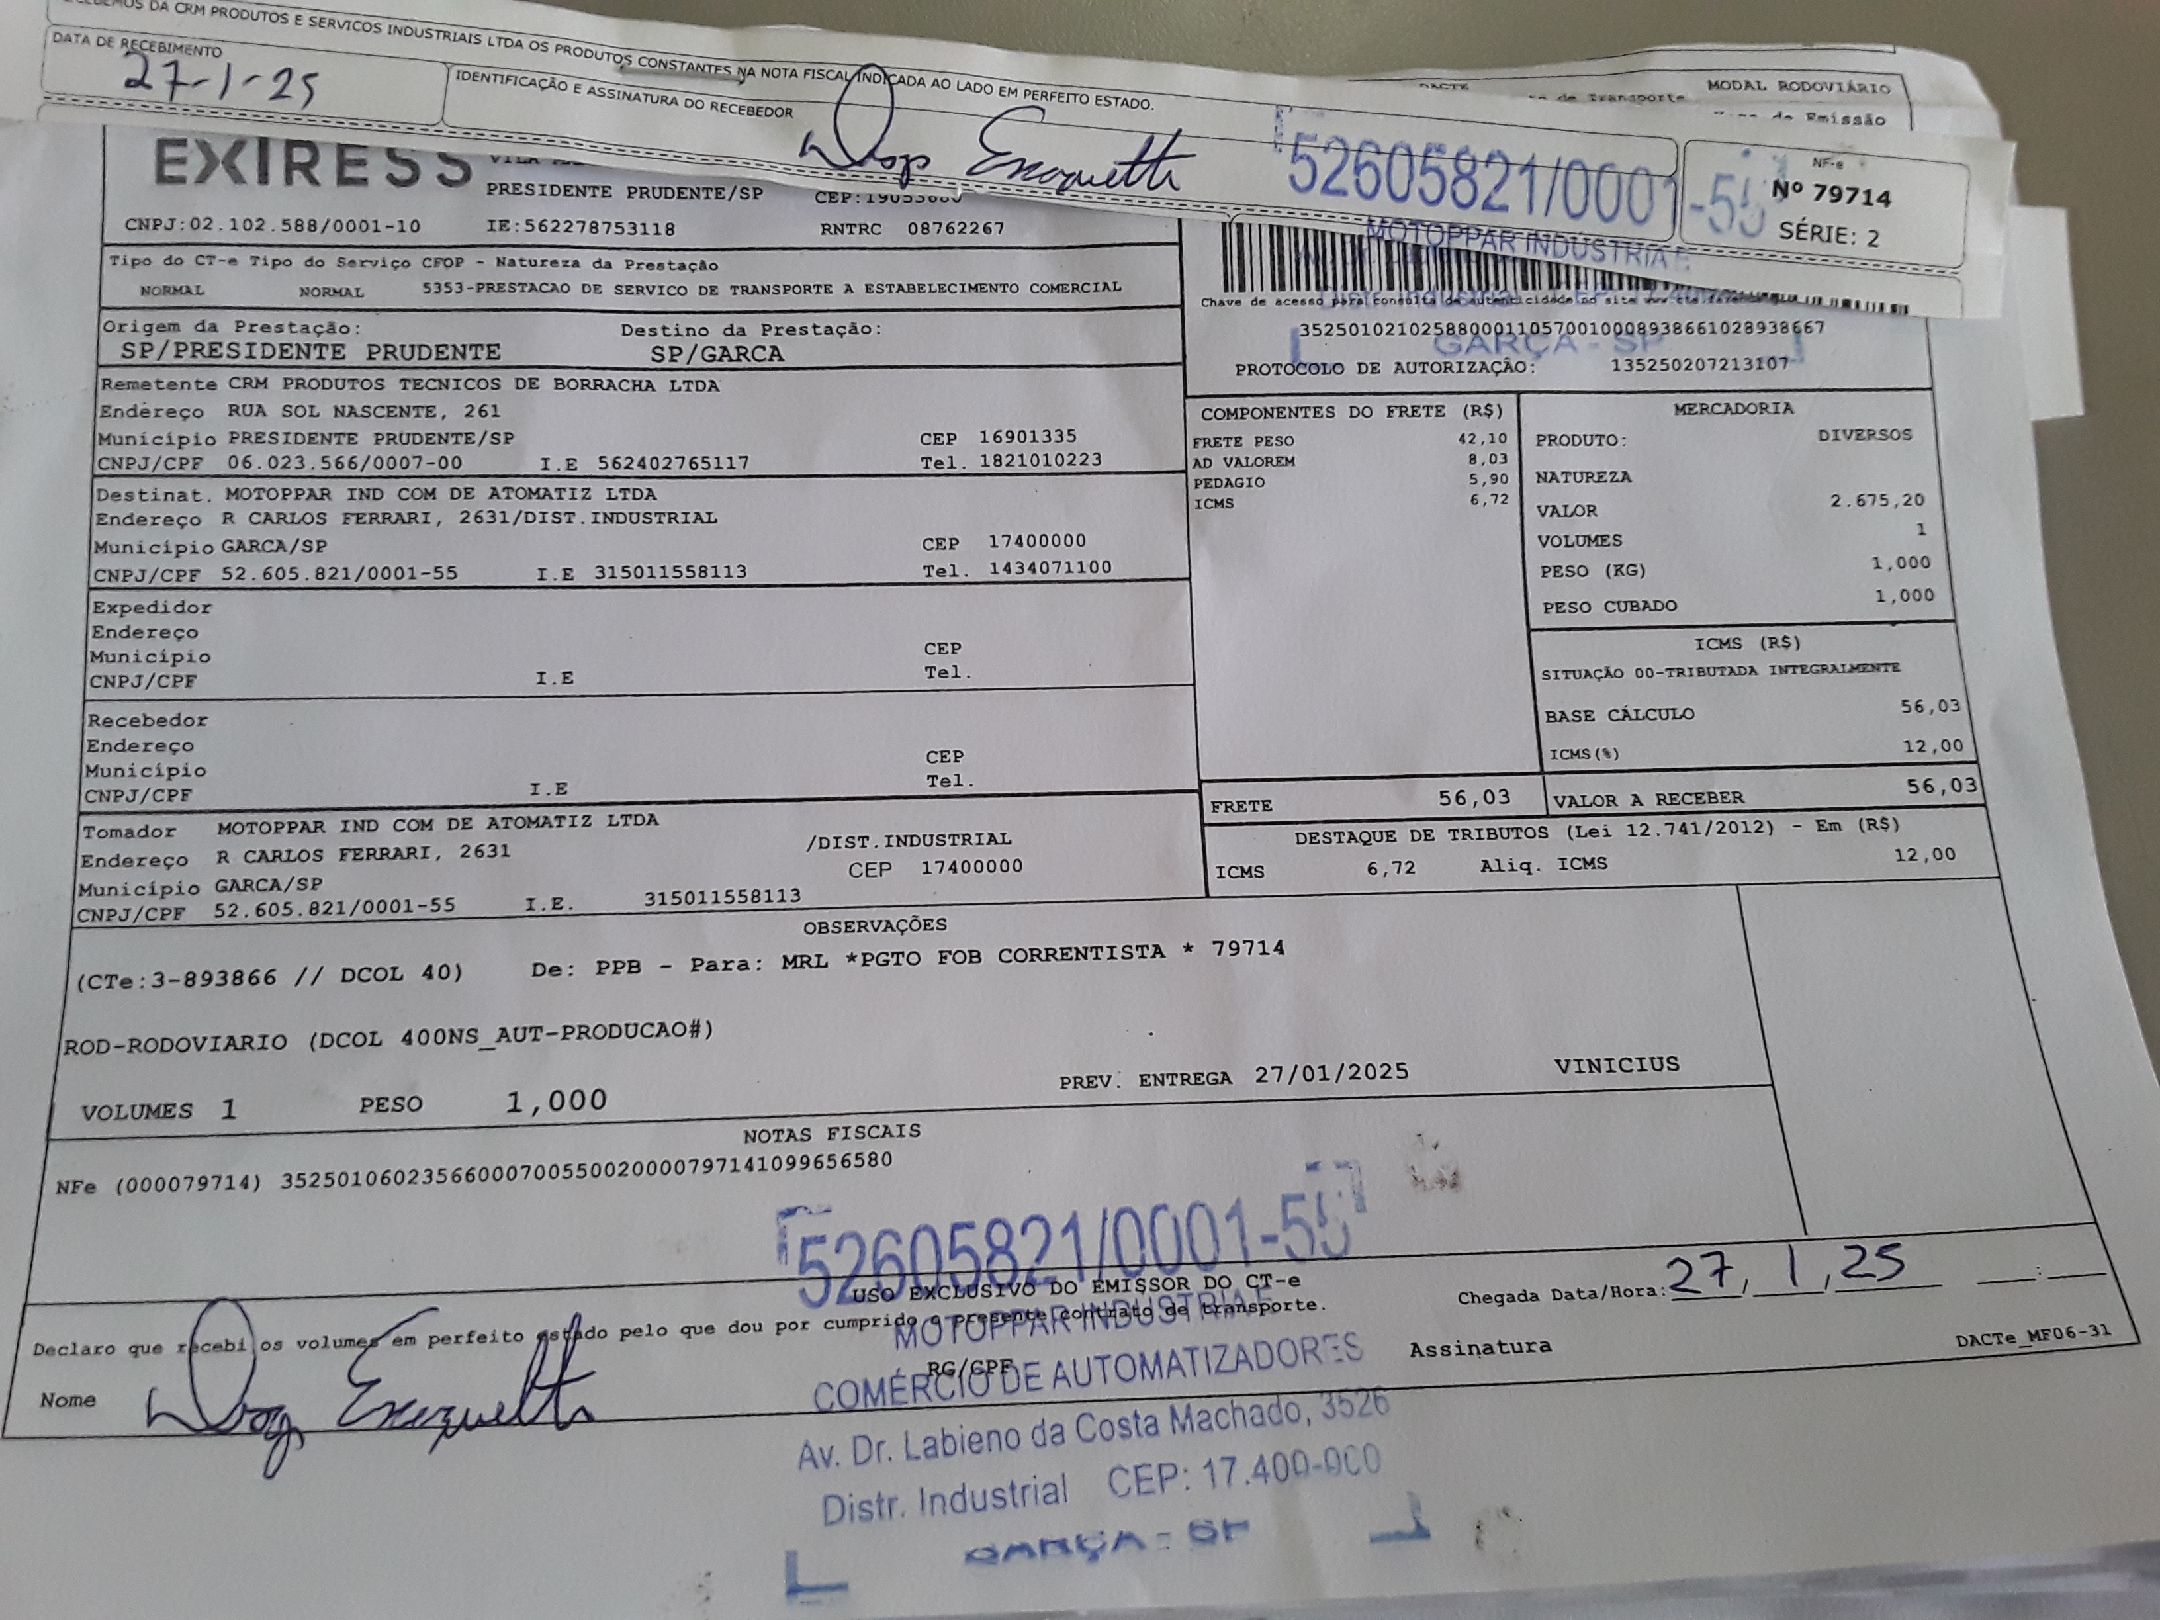 RECEBEMOS DA CRM PRODUTOS E SERVICOS INDUSTRIAIS LTDA OS PRODUTOS CONSTANTES NA NOTA FISCAL INDICADA AO LADO EM PERFEITO ESTADO.
DATA DE RECEBIMENTO
27-1-25
IDENTIFICAÇÃO E ASSINATURA DO RECEBEDOR
52605821/0001-55
NF-e
Nº 79714
SÉRIE: 2
DACTE
MODAL RODOVIÁRIO
de Transporte
de Emissão
EXPRESS
PRESIDENTE PRUDENTE/SP
CNPJ:02.102.588/0001-10 IE:562278753118 RNTRC 08762267
MOTOPPAR INDÚSTRIA E
Tipo do CT-e Tipo do Serviço CFOP - Natureza da Prestação
NORMAL NORMAL 5353-PRESTACAO DE SERVICO DE TRANSPORTE A ESTABELECIMENTO COMERCIAL
Chave de acesso para consulta de autenticidade no site
35250102102588000110570010008938661028938667
GARÇA - SP
PROTOCOLO DE AUTORIZAÇÃO: 135250207213107
Origem da Prestação: Destino da Prestação:
SP/PRESIDENTE PRUDENTE SP/GARCA
Remetente CRM PRODUTOS TECNICOS DE BORRACHA LTDA
Endereço RUA SOL NASCENTE, 261
Município PRESIDENTE PRUDENTE/SP CEP 16901335
CNPJ/CPF 06.023.566/0007-00 I.E 562402765117 Tel. 1821010223
Destinat. MOTOPPAR IND COM DE ATOMATIZ LTDA
Endereço R CARLOS FERRARI, 2631/DIST.INDUSTRIAL
Município GARCA/SP CEP 17400000
CNPJ/CPF 52.605.821/0001-55 I.E 315011558113 Tel. 1434071100
Expedidor
Endereço
Município CEP
CNPJ/CPF I.E Tel.
Recebedor
Endereço
Município CEP
CNPJ/CPF I.E Tel.
Tomador MOTOPPAR IND COM DE ATOMATIZ LTDA
Endereço R CARLOS FERRARI, 2631 /DIST.INDUSTRIAL
Município GARCA/SP CEP 17400000
CNPJ/CPF 52.605.821/0001-55 I.E. 315011558113
COMPONENTES DO FRETE (R$)
FRETE PESO 42,10
AD VALOREM 8,03
PEDAGIO 5,90
ICMS 6,72
MERCADORIA
PRODUTO: DIVERSOS
NATUREZA
VALOR 2.675,20
VOLUMES 1
PESO (KG) 1,000
PESO CUBADO 1,000
ICMS (R$)
SITUAÇÃO 00-TRIBUTADA INTEGRALMENTE
BASE CÁLCULO 56,03
ICMS(%) 12,00
FRETE 56,03 VALOR A RECEBER 56,03
DESTAQUE DE TRIBUTOS (Lei 12.741/2012) - Em (R$)
ICMS 6,72 Aliq. ICMS 12,00
OBSERVAÇÕES
(CTe:3-893866 // DCOL 40) De: PPB - Para: MRL *PGTO FOB CORRENTISTA * 79714
ROD-RODOVIARIO (DCOL 400NS_AUT-PRODUCAO#)
PREV. ENTREGA 27/01/2025 VINICIUS
VOLUMES 1 PESO 1,000
NOTAS FISCAIS
NFe (000079714) 35250106023566000700550020000797141099656580
52605821/0001-55
USO EXCLUSIVO DO EMISSOR DO CT-e
Declaro que recebi os volumes em perfeito estado pelo que dou por cumprido o presente contrato de transporte.
Chegada Data/Hora: 27, 1, 25 :
MOTOPPAR INDÚSTRIA E
Nome RG/CPF Assinatura
DACTe_MF06-31
COMÉRCIO DE AUTOMATIZADORES
Av. Dr. Labieno da Costa Machado, 3526
Distr. Industrial CEP: 17.400-000
GARÇA - SP